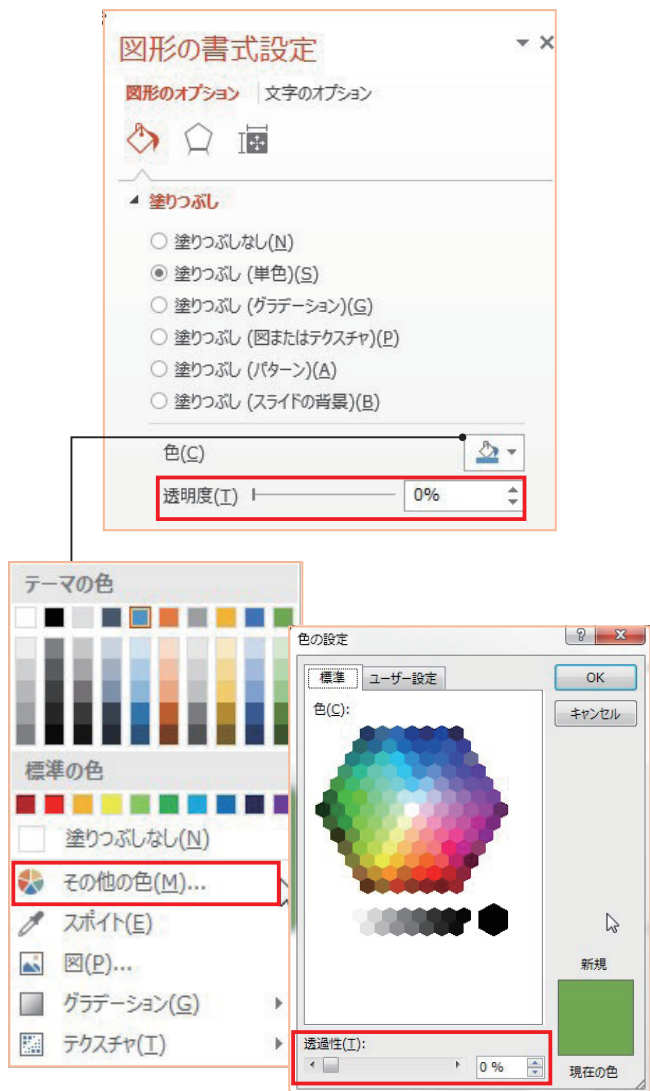 図形の書式設定
図形のオプション 文字のオプション
塗りつぶし
塗りつぶしなし(N)
塗りつぶし (単色)(S)
塗りつぶし (グラデーション)(G)
塗りつぶし (図またはテクスチャ)(P)
塗りつぶし (パターン)(A)
塗りつぶし (スライドの背景)(B)
色(C)
透明度(T) 0%
テーマの色
標準の色
塗りつぶしなし(N)
その他の色(M)...
スポイト(E)
図(P)...
グラデーション(G)
テクスチャ(T)
色の設定
標準 ユーザー設定 OK
色(C): キャンセル
新規
透過性(T):
0 %
現在の色